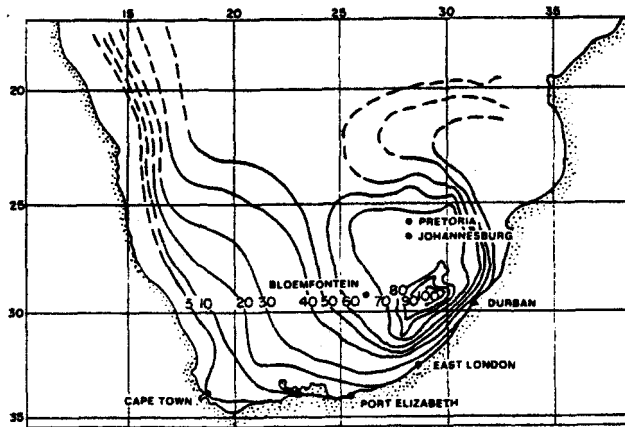 15 20 25 30 35
20
25
PRETORIA
JOHANNESBURG
BLOEMFONTEIN
80
5 10 20 30 40 50 60 70 90 100
DURBAN
30
EAST LONDON
CAPE TOWN
PORT ELIZABETH
35